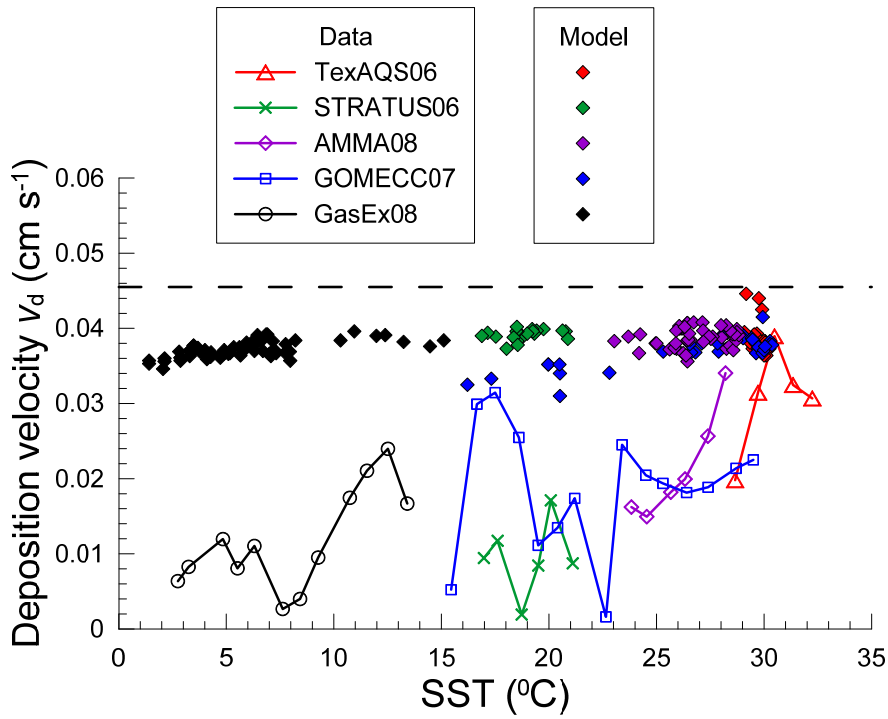 Data
TexAQS06
STRATUS06
AMMA08
GOMECC07
GasEx08
Model
Deposition velocity vd (cm s-1)
0.06
0.05
0.04
0.03
0.02
0.01
0
0 5 10 15 20 25 30 35
SST (⁰C)